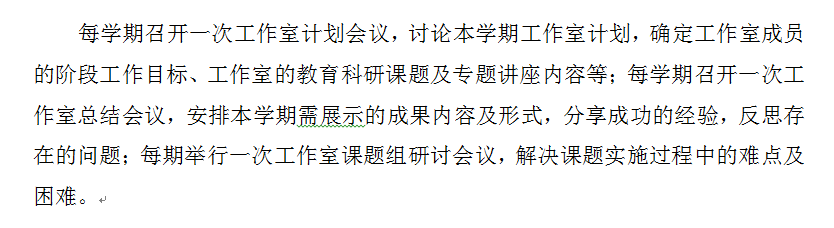 每学期召开一次工作室计划会议，讨论本学期工作室计划，确定工作室成员
的阶段工作目标、工作室的教育科研课题及专题讲座内容等；每学期召开一次工
作室总结会议，安排本学期需展示的成果内容及形式，分享成功的经验，反思存
在的问题；每期举行一次工作室课题组研讨会议，解决课题实施过程中的难点及
困难。